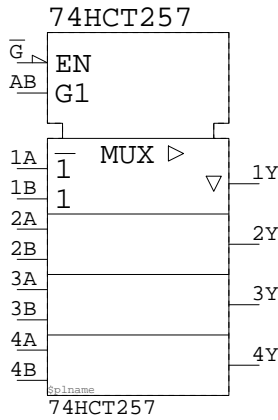 74HCT257
G̅
EN
AB
G1
MUX
1A
1̅
1Y
1B
1
2A
2Y
2B
3A
3Y
3B
4A
4Y
4B
$plname
74HCT257